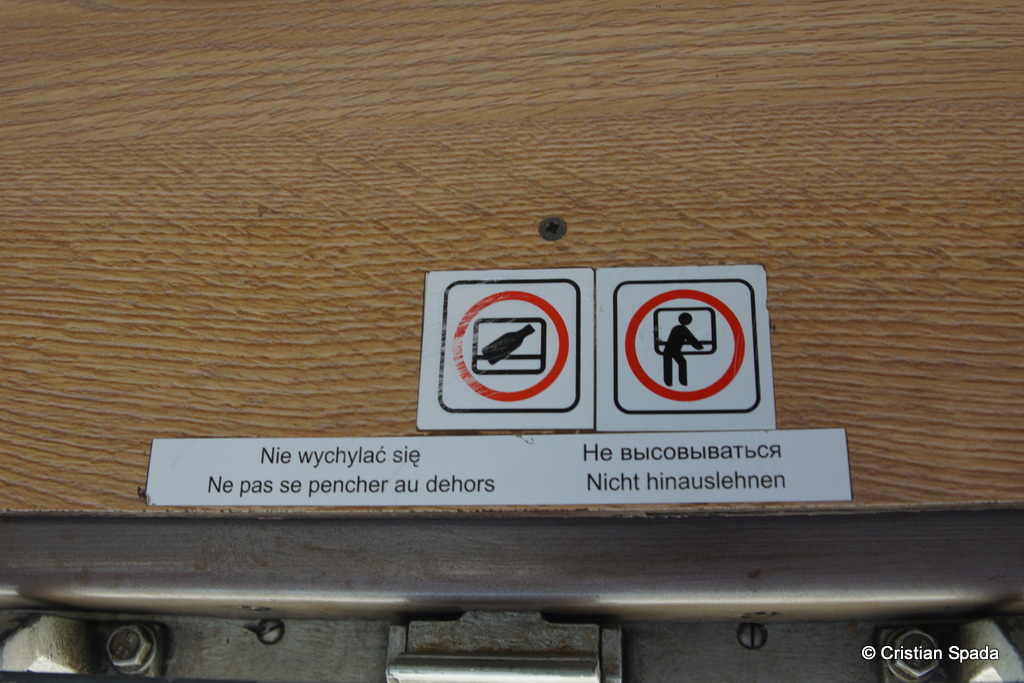 Nie wychylać się
Ne pas se pencher au dehors
Не высовываться
Nicht hinauslehnen
© Cristian Spada